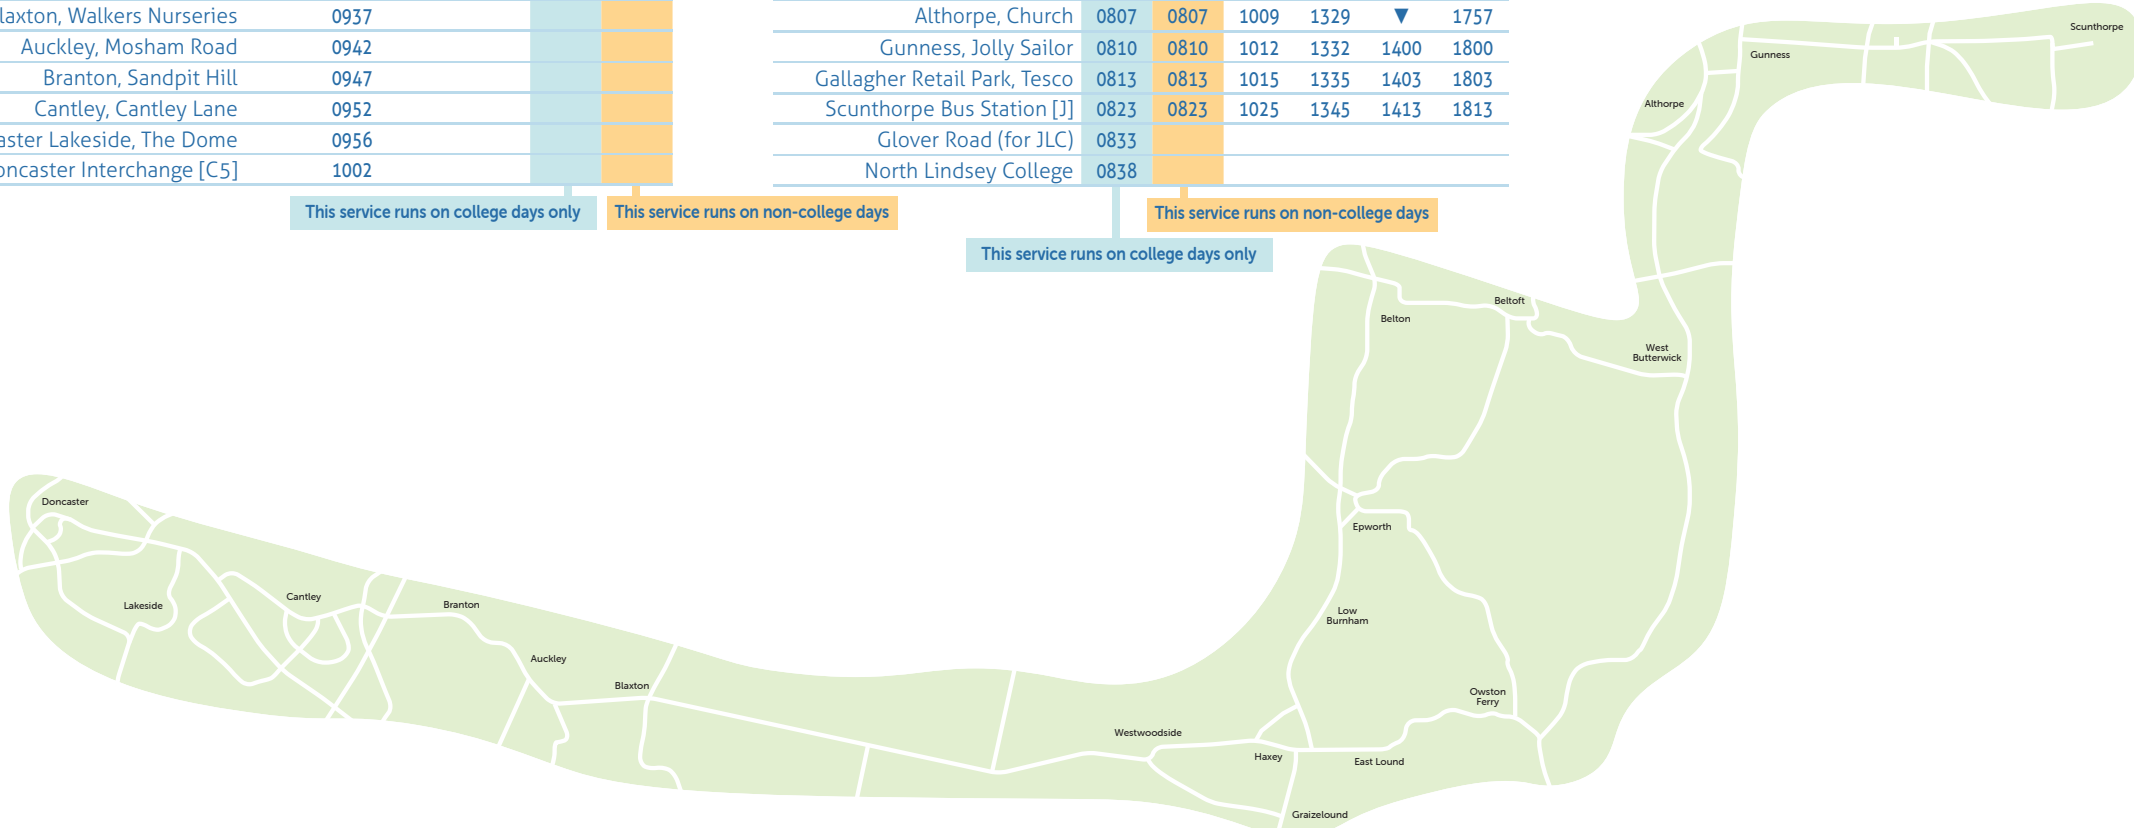 laxton, Walkers Nurseries 0937
Auckley, Mosham Road 0942
Branton, Sandpit Hill 0947
Cantley, Cantley Lane 0952
aster Lakeside, The Dome 0956
oncaster Interchange [C5] 1002
This service runs on college days only
This service runs on non-college days
Althorpe, Church 0807 0807 1009 1329 ▼ 1757
Gunness, Jolly Sailor 0810 0810 1012 1332 1400 1800
Gallagher Retail Park, Tesco 0813 0813 1015 1335 1403 1803
Scunthorpe Bus Station [J] 0823 0823 1025 1345 1413 1813
Glover Road (for JLC) 0833
North Lindsey College 0838
This service runs on non-college days
This service runs on college days only
Scunthorpe
Gunness
Althorpe
Beltoft
Belton
West
Butterwick
Doncaster
Epworth
Cantley
Branton
Lakeside
Low
Burnham
Auckley
Blaxton
Owston
Ferry
Westwoodside
Haxey
East Lound
Graizelound